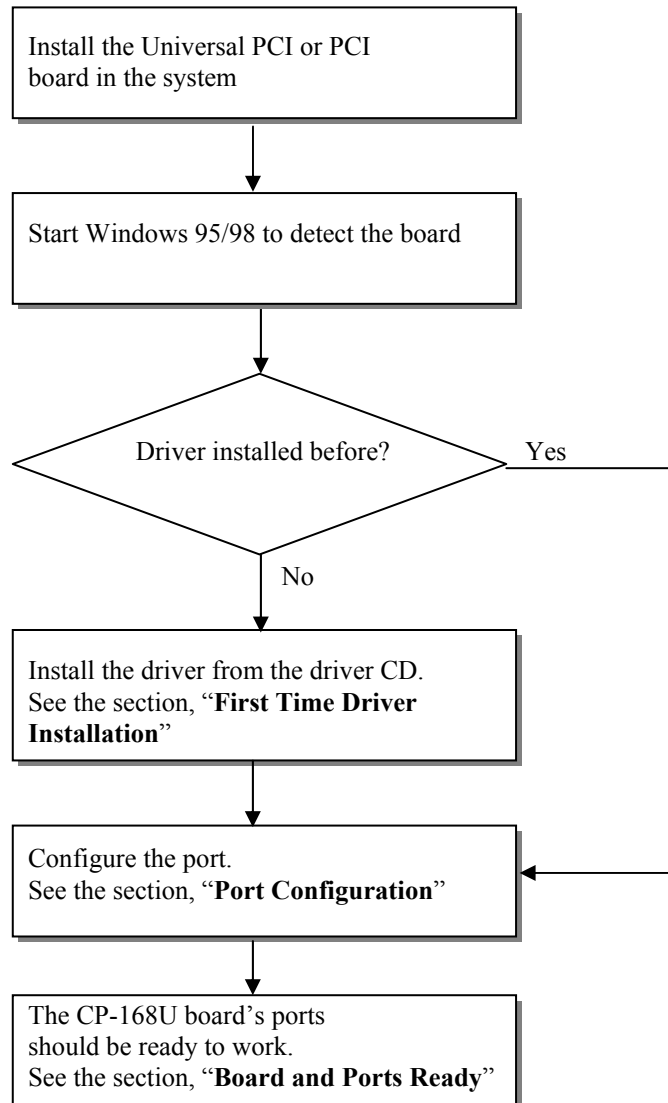 Install the Universal PCI or PCI
board in the system
Start Windows 95/98 to detect the board
Driver installed before?
Yes
No
Install the driver from the driver CD.
See the section, “First Time Driver
Installation”
Configure the port.
See the section, “Port Configuration”
The CP-168U board’s ports
should be ready to work.
See the section, “Board and Ports Ready”